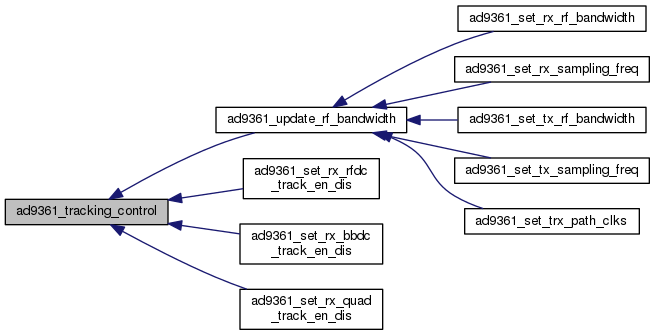 ad9361_set_rx_rf_bandwidth
ad9361_set_rx_sampling_freq
ad9361_update_rf_bandwidth
ad9361_set_tx_rf_bandwidth
ad9361_set_rx_rfdc
_track_en_dis
ad9361_set_tx_sampling_freq
ad9361_tracking_control
ad9361_set_trx_path_clks
ad9361_set_rx_bbdc
_track_en_dis
ad9361_set_rx_quad
_track_en_dis